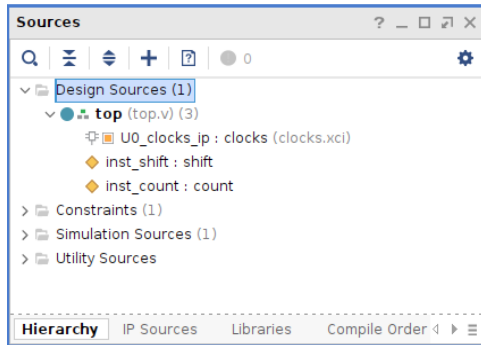 Sources
0
Design Sources (1)
top (top.v) (3)
U0_clocks_ip : clocks (clocks.xci)
inst_shift : shift
inst_count : count
Constraints (1)
Simulation Sources (1)
Utility Sources
Hierarchy IP Sources Libraries Compile Order